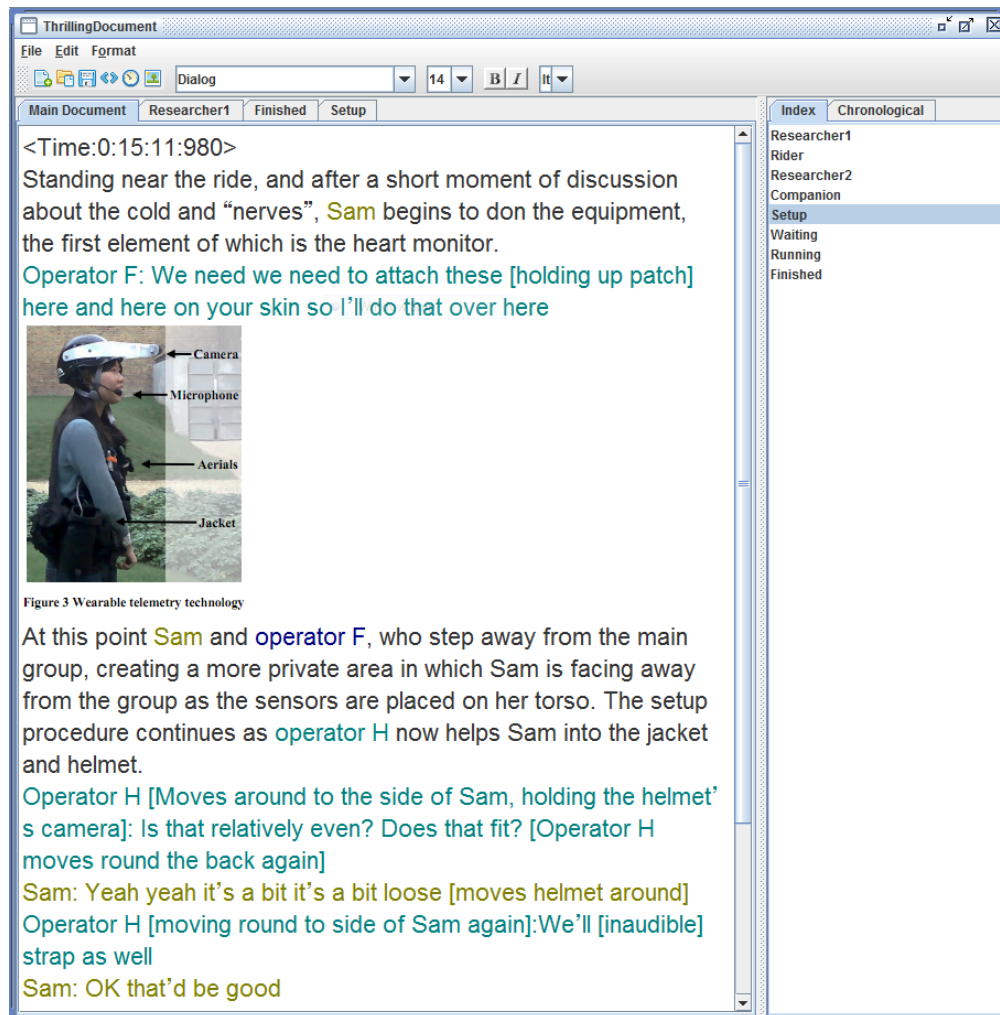 ThrillingDocument
File Edit Format
Dialog 14 B I It
Main Document Researcher1 Finished Setup
Index Chronological
<Time:0:15:11:980>
Standing near the ride, and after a short moment of discussion
about the cold and “nerves”, Sam begins to don the equipment,
the first element of which is the heart monitor.
Operator F: We need we need to attach these [holding up patch]
here and here on your skin so I’ll do that over here
Camera
Microphone
Aerials
Jacket
Figure 3 Wearable telemetry technology
At this point Sam and operator F, who step away from the main
group, creating a more private area in which Sam is facing away
from the group as the sensors are placed on her torso. The setup
procedure continues as operator H now helps Sam into the jacket
and helmet.
Operator H [Moves around to the side of Sam, holding the helmet’
s camera]: Is that relatively even? Does that fit? [Operator H
moves round the back again]
Sam: Yeah yeah it’s a bit it’s a bit loose [moves helmet around]
Operator H [moving round to side of Sam again]:We’ll [inaudible]
strap as well
Sam: OK that’d be good
Researcher1
Rider
Researcher2
Companion
Setup
Waiting
Running
Finished